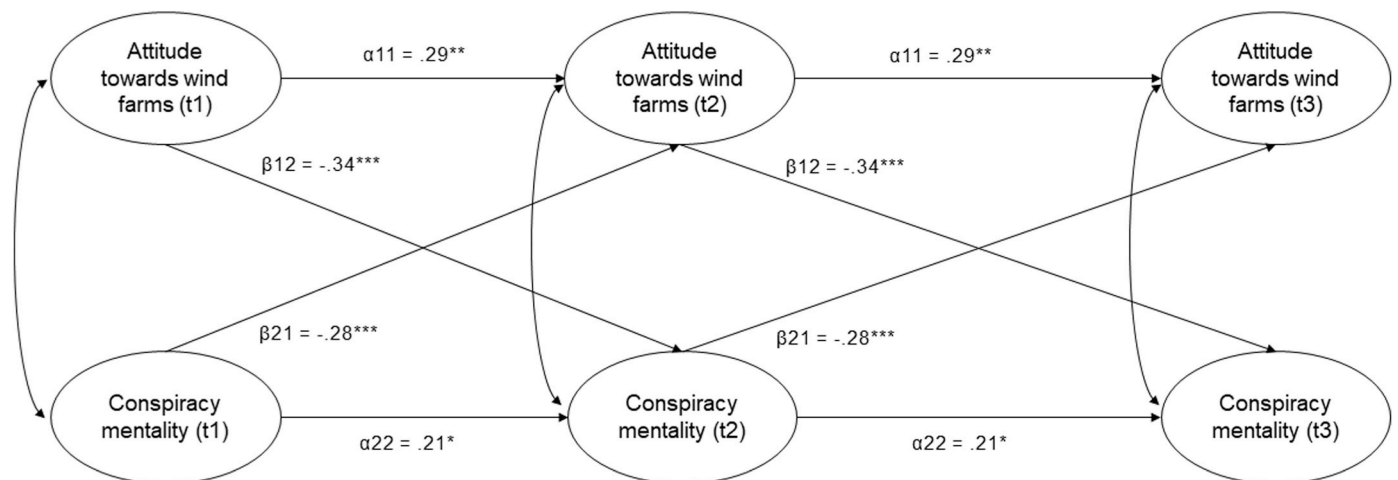 Attitude
towards wind
farms (t1)
α11 = .29**
Attitude
towards wind
farms (t2)
α11 = .29**
Attitude
towards wind
farms (t3)
β12 = -.34***
β12 = -.34***
β21 = -.28***
β21 = -.28***
Conspiracy
mentality (t1)
α22 = .21*
Conspiracy
mentality (t2)
α22 = .21*
Conspiracy
mentality (t3)